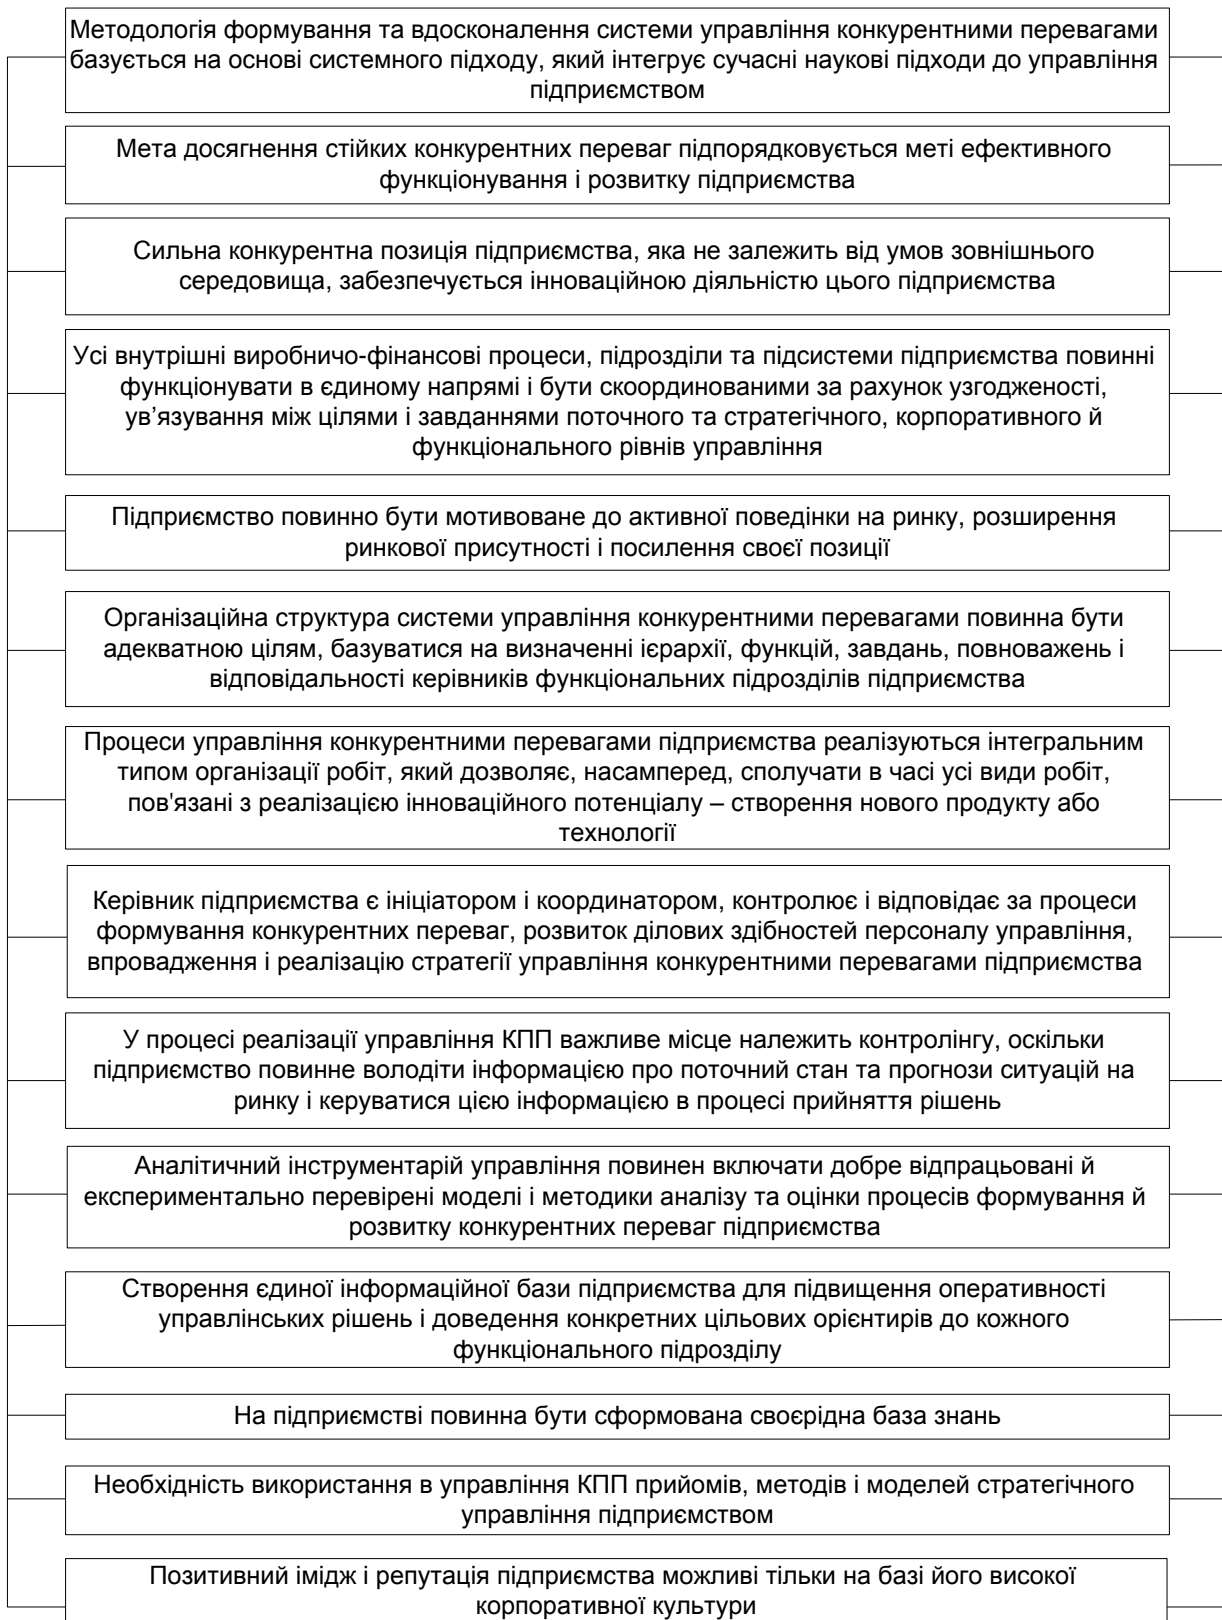 Методологія формування та вдосконалення системи управління конкурентними перевагами
базується на основі системного підходу, який інтегрує сучасні наукові підходи до управління
підприємством
Мета досягнення стійких конкурентних переваг підпорядковується меті ефективного
функціонування і розвитку підприємства
Сильна конкурентна позиція підприємства, яка не залежить від умов зовнішнього
середовища, забезпечується інноваційною діяльністю цього підприємства
Усі внутрішні виробничо-фінансові процеси, підрозділи та підсистеми підприємства повинні
функціонувати в єдиному напрямі і бути скоординованими за рахунок узгодженості,
ув’язування між цілями і завданнями поточного та стратегічного, корпоративного й
функціонального рівнів управління
Підприємство повинно бути мотивоване до активної поведінки на ринку, розширення
ринкової присутності і посилення своєї позиції
Організаційна структура системи управління конкурентними перевагами повинна бути
адекватною цілям, базуватися на визначенні ієрархії, функцій, завдань, повноважень і
відповідальності керівників функціональних підрозділів підприємства
Процеси управління конкурентними перевагами підприємства реалізуються інтегральним
типом організації робіт, який дозволяє, насамперед, сполучати в часі усі види робіт,
пов'язані з реалізацією інноваційного потенціалу – створення нового продукту або
технології
Керівник підприємства є ініціатором і координатором, контролює і відповідає за процеси
формування конкурентних переваг, розвиток ділових здібностей персоналу управління,
впровадження і реалізацію стратегії управління конкурентними перевагами підприємства
У процесі реалізації управління КПП важливе місце належить контролінгу, оскільки
підприємство повинне володіти інформацією про поточний стан та прогнози ситуацій на
ринку і керуватися цією інформацією в процесі прийняття рішень
Аналітичний інструментарій управління повинен включати добре відпрацьовані й
експериментально перевірені моделі і методики аналізу та оцінки процесів формування й
розвитку конкурентних переваг підприємства
Створення єдиної інформаційної бази підприємства для підвищення оперативності
управлінських рішень і доведення конкретних цільових орієнтирів до кожного
функціонального підрозділу
На підприємстві повинна бути сформована своєрідна база знань
Необхідність використання в управління КПП прийомів, методів і моделей стратегічного
управління підприємством
Позитивний імідж і репутація підприємства можливі тільки на базі його високої
корпоративної культури